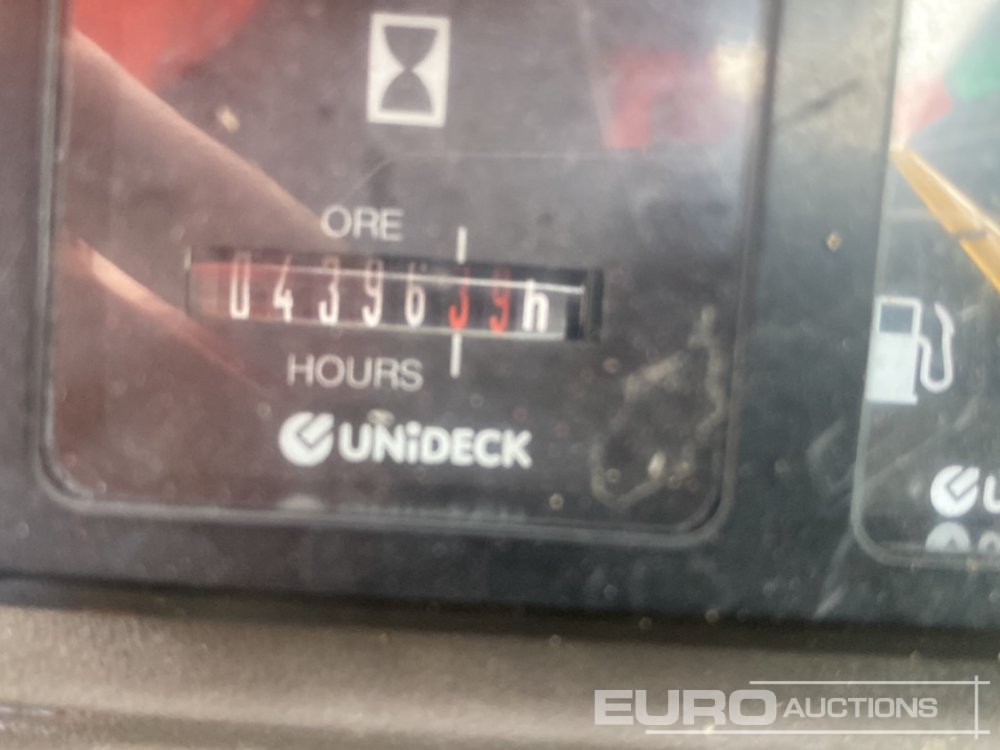 ORE
0439639h
HOURS
UNiDECK
EURO AUCTIONS